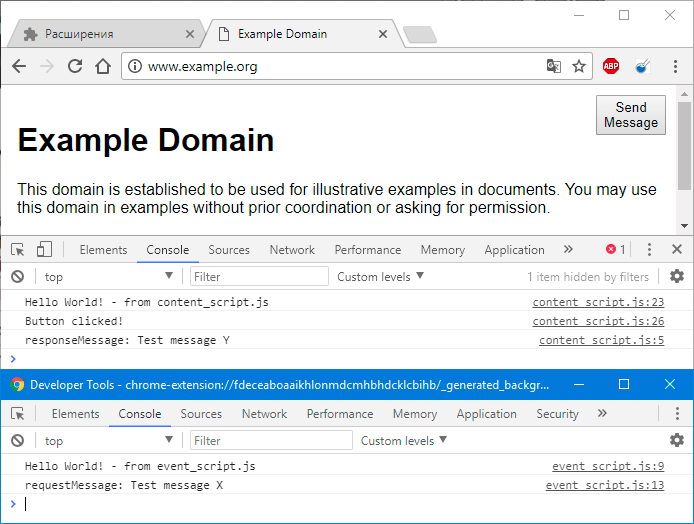 Расширения
Example Domain
www.example.org
ABP
Send
Message
Example Domain
This domain is established to be used for illustrative examples in documents. You may use
this domain in examples without prior coordination or asking for permission.
Elements Console Sources Network Performance Memory Application » 1
top Filter Custom levels 1 item hidden by filters
Hello World! - from content_script.js content_script.js:23
Button clicked! content_script.js:26
responseMessage: Test message Y content_script.js:5
Developer Tools - chrome-extension://fdeceaboaaikhlonmdcmhbhdcklcbihb/_generated_backgr...
Elements Console Sources Network Performance Memory Application Security »
top Filter Custom levels
Hello World! - from event_script.js event_script.js:9
requestMessage: Test message X event_script.js:13